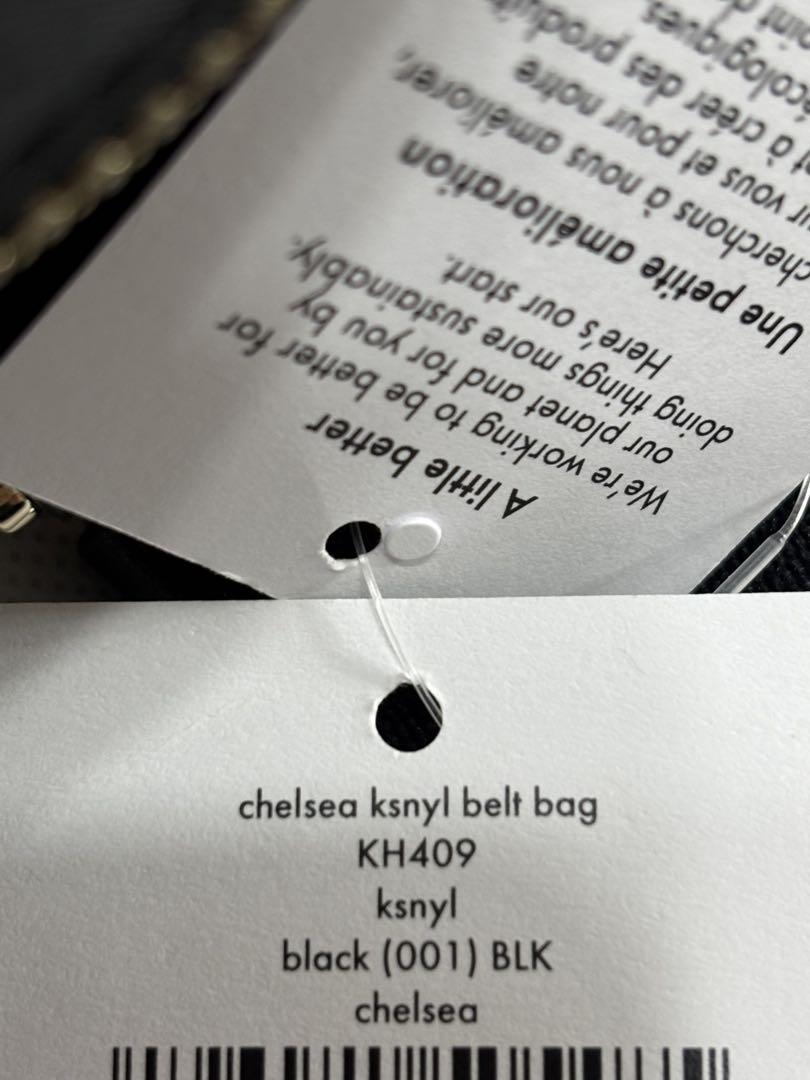 A little better
We're working to be better for
our planet and for you by
doing things more sustainably.
Here's our start.
Une petite amélioration
cherchons à nous améliorer,
vous et pour notre
à créer des produits
chelsea ksnyl belt bag
KH409
ksnyl
black (001) BLK
chelsea